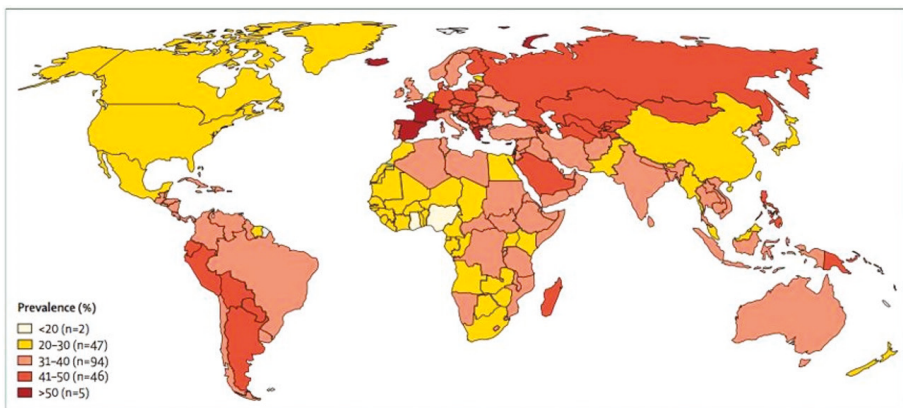 Prevalence (%)
<20 (n=2)
20–30 (n=47)
31–40 (n=94)
41–50 (n=46)
>50 (n=5)